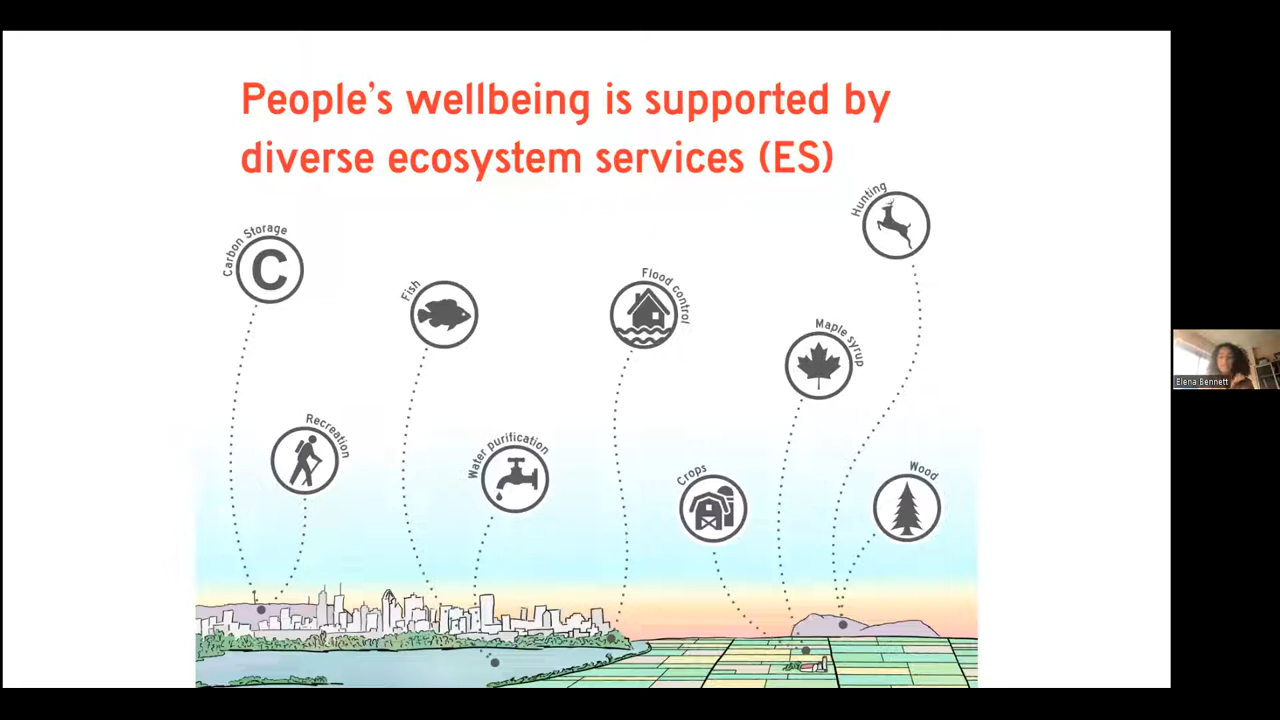 People's wellbeing is supported by
diverse ecosystem services (ES)
Hunting
Carbon Storage
C
Fish
Flood control
Maple syrup
Recreation
Water purification
Crops
Wood
Elena Bennett